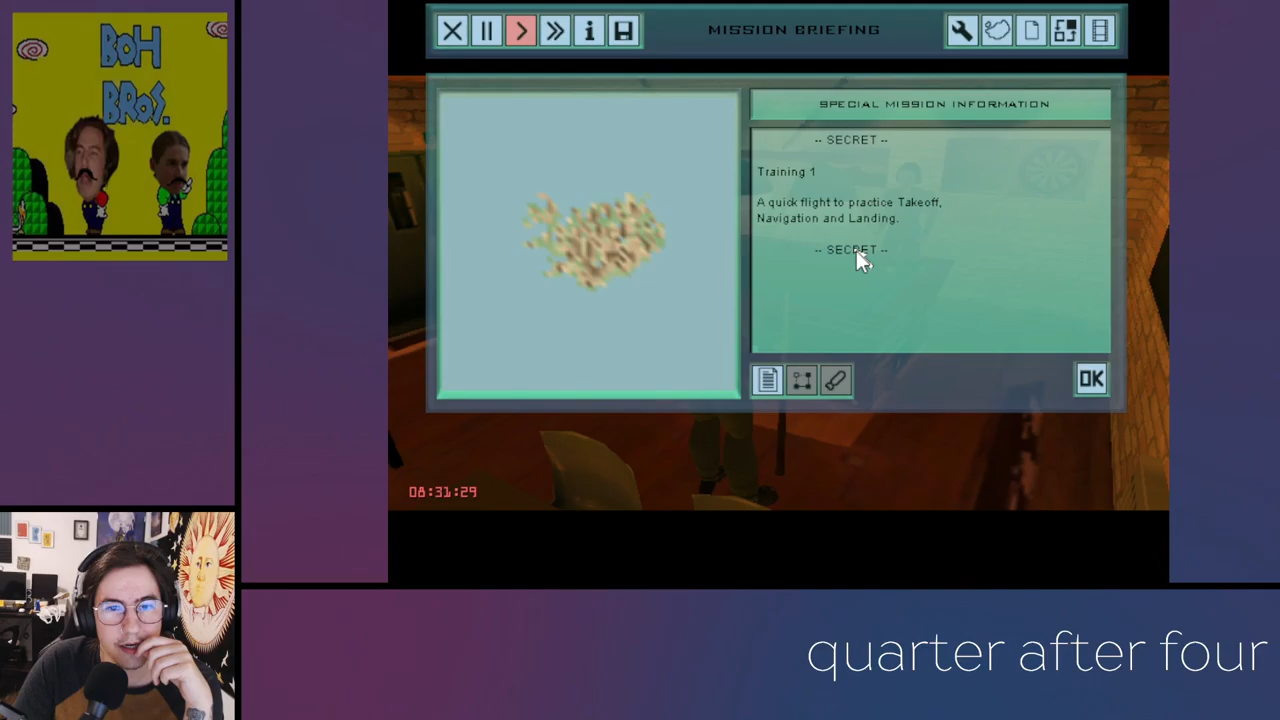 BOH
BROS.
MISSION BRIEFING
SPECIAL MISSION INFORMATION
-- SECRET --
Training 1
A quick flight to practice Takeoff,
Navigation and Landing.
-- SECRET --
OK
08:31:29
quarter after four